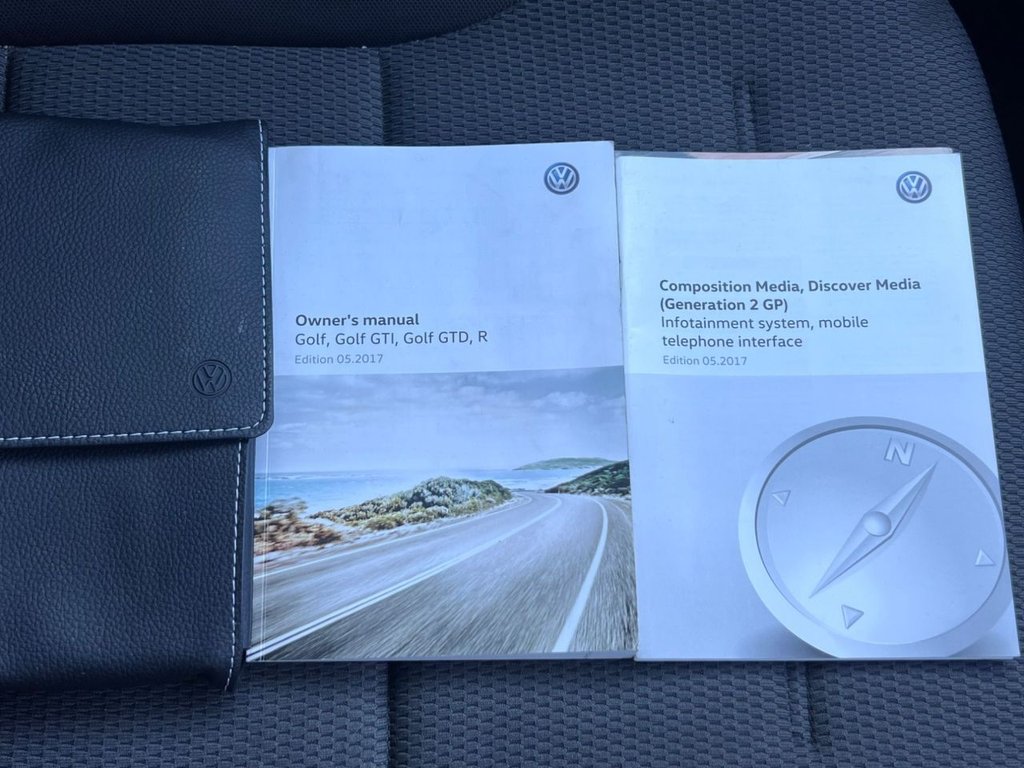 Owner's manual
Golf, Golf GTI, Golf GTD, R
Edition 05.2017
Composition Media, Discover Media
(Generation 2 GP)
Infotainment system, mobile
telephone interface
Edition 05.2017
N